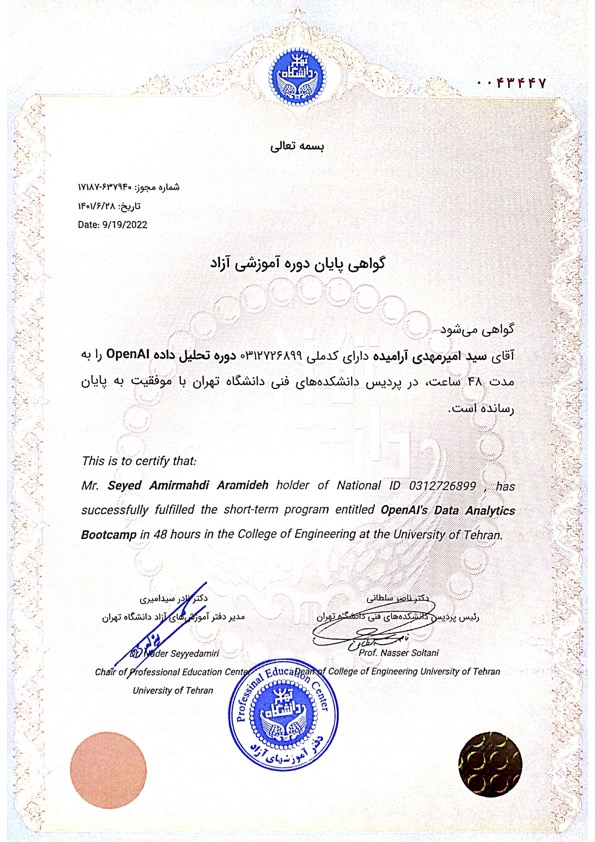 دانشگاه تهران
۰۰۴۳۴۴۷
بسمه تعالی
شماره مجوز: ۶۳۷۹۴۰-۱۷۱۸۷
تاریخ: ۱۴۰۱/۶/۲۸
Date: 9/19/2022
گواهی پایان دوره آموزشی آزاد
گواهی می‌شود
آقای سید امیرمهدی آرامیده دارای کدملی ۰۳۱۲۷۲۶۸۹۹ دوره تحلیل داده OpenAI را به
مدت ۴۸ ساعت، در پردیس دانشکده‌های فنی دانشگاه تهران با موفقیت به پایان
رسانده است.
This is to certify that:
Mr. Seyed Amirmahdi Aramideh holder of National ID 0312726899 , has
successfully fulfilled the short-term program entitled OpenAI's Data Analytics
Bootcamp in 48 hours in the College of Engineering at the University of Tehran.
دکتر ناصر سلطانی
رئیس پردیس دانشکده‌های فنی دانشگاه تهران
Prof. Nasser Soltani
Dean of College of Engineering University of Tehran
دکتر نادر سیدامیری
مدیر دفتر آموزش‌های آزاد دانشگاه تهران
Dr. Nader Seyyedamiri
Chair of Professional Education Center
University of Tehran
Professinal Education Center
دانشگاه تهران
دفتر آموزشهای آزاد